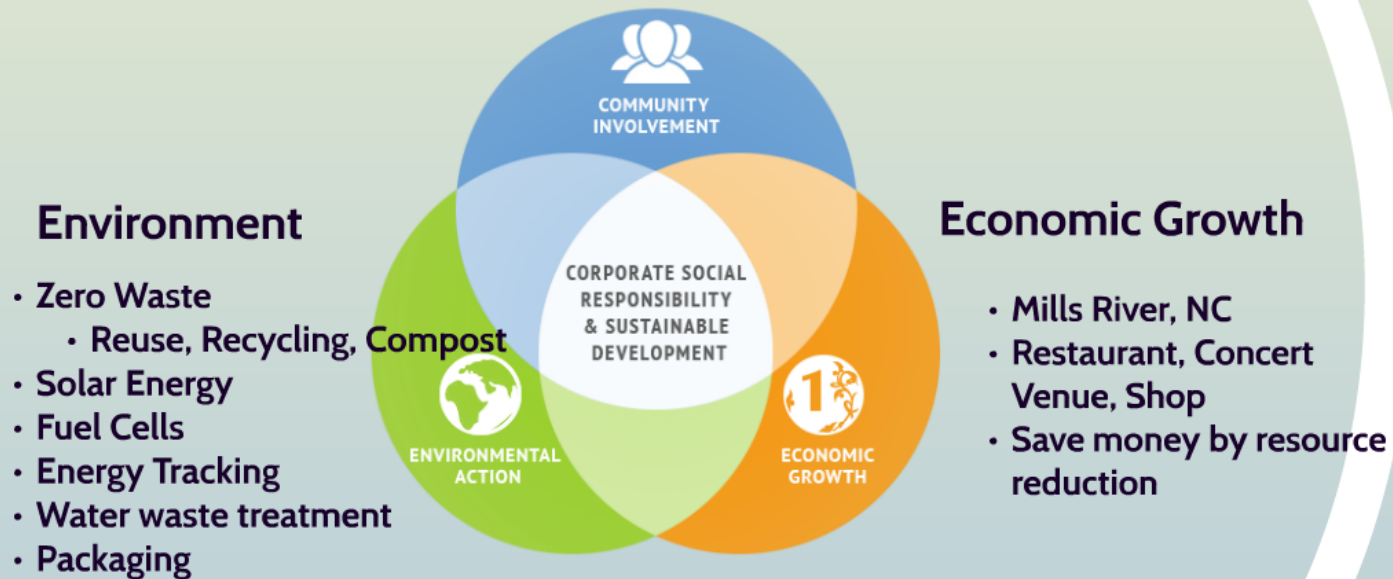 COMMUNITY
INVOLVEMENT
Environment
• Zero Waste
• Reuse, Recycling, Compost
• Solar Energy
• Fuel Cells
• Energy Tracking
• Water waste treatment
• Packaging
CORPORATE SOCIAL
RESPONSIBILITY
& SUSTAINABLE
DEVELOPMENT
ENVIRONMENTAL
ACTION
1
ECONOMIC
GROWTH
Economic Growth
• Mills River, NC
• Restaurant, Concert
Venue, Shop
• Save money by resource
reduction